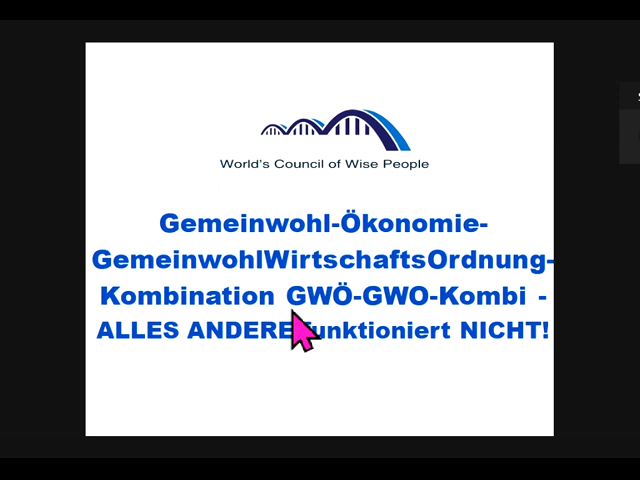 World's Council of Wise People
Gemeinwohl-Ökonomie-
GemeinwohlWirtschaftsOrdnung-
Kombination GWÖ-GWO-Kombi -
ALLES ANDERE funktioniert NICHT!